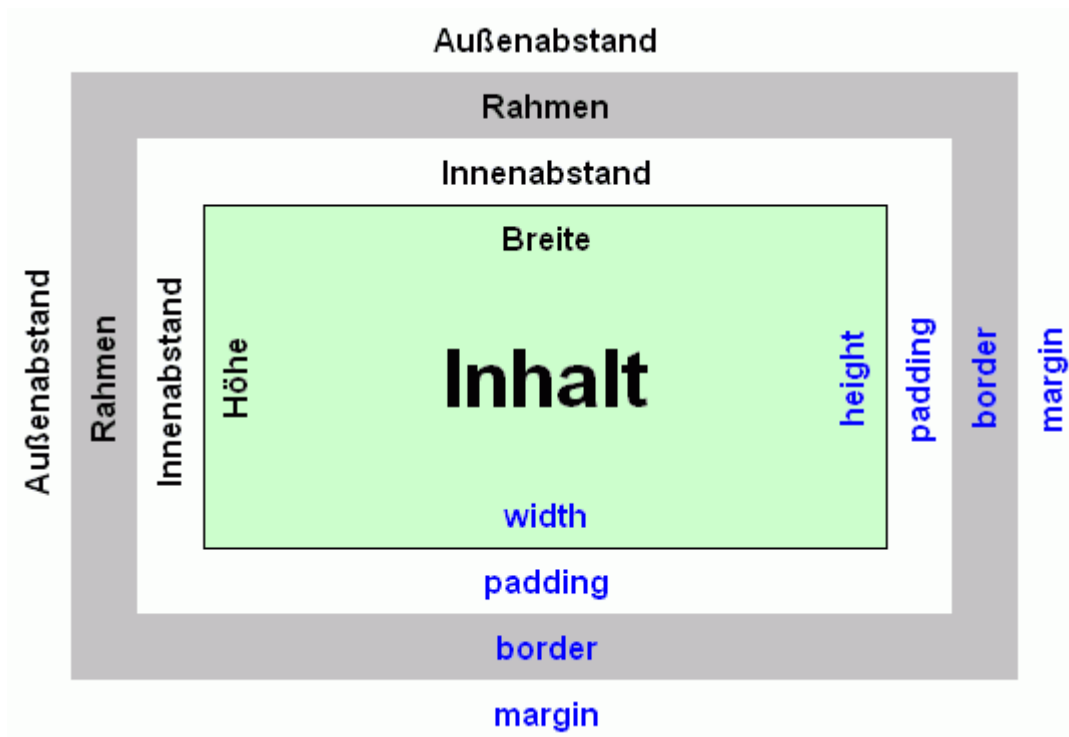 Außenabstand
Rahmen
Innenabstand
Breite
Außenabstand
Rahmen
Innenabstand
Höhe
Inhalt
height
padding
border
margin
width
padding
border
margin